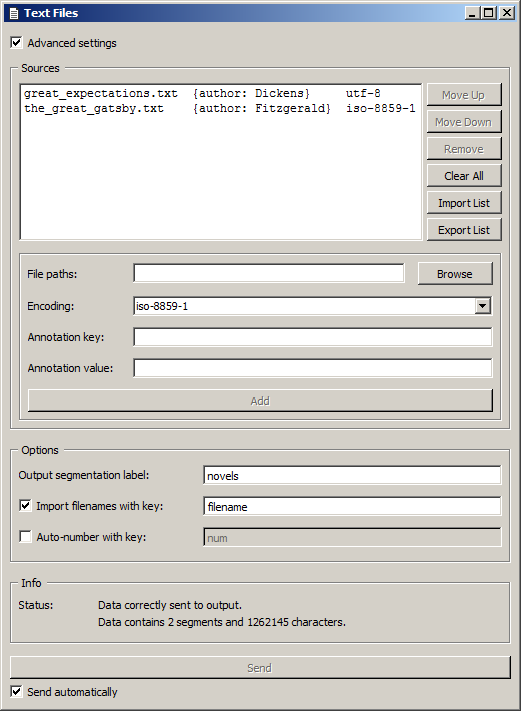 Text Files
Advanced settings
Sources
great_expectations.txt {author: Dickens} utf-8
the_great_gatsby.txt {author: Fitzgerald} iso-8859-1
Move Up
Move Down
Remove
Clear All
Import List
Export List
File paths:
Browse
Encoding: iso-8859-1
Annotation key:
Annotation value:
Add
Options
Output segmentation label: novels
Import filenames with key: filename
Auto-number with key: num
Info
Status: Data correctly sent to output.
Data contains 2 segments and 1262145 characters.
Send
Send automatically